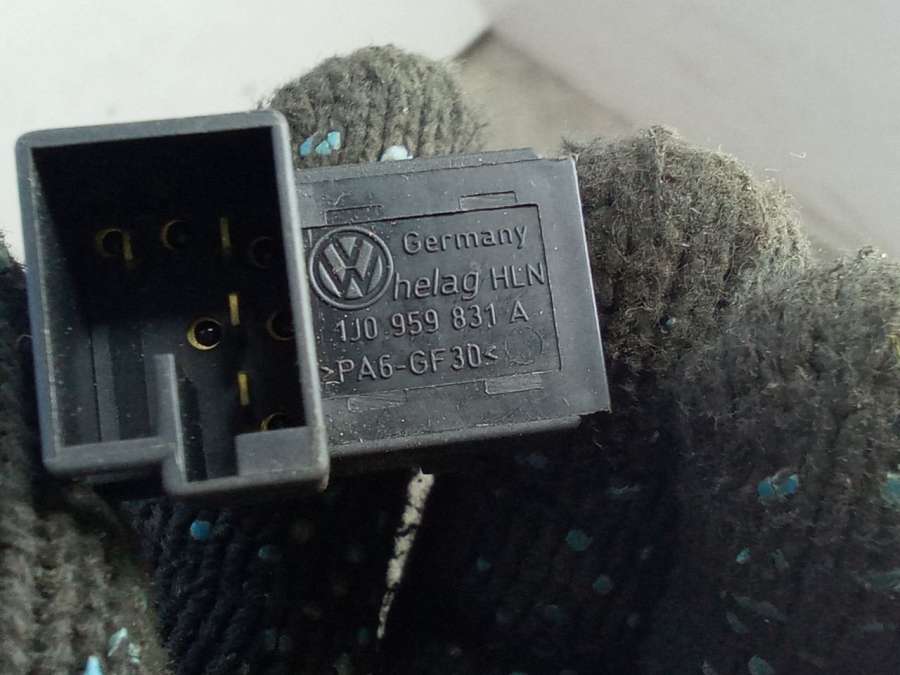 Germany
helag HLN
1J0 959 831 A
>PA6-GF30<